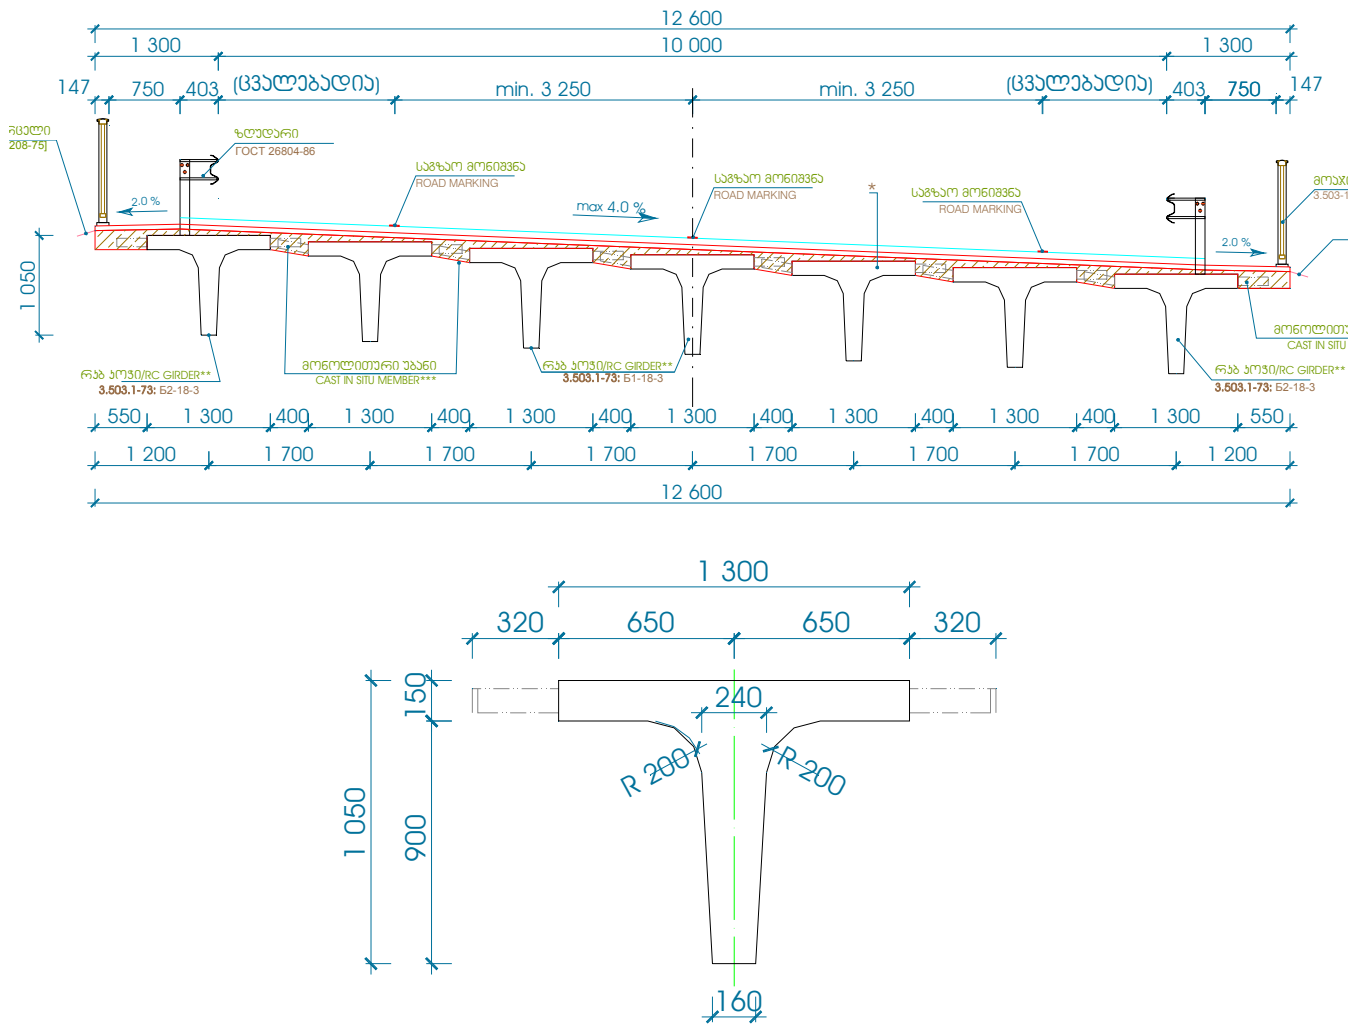 12 600
1 300 10 000 1 300
147 750 403 (ცვალებადია) min. 3 250 min. 3 250 (ცვალებადია) 403 750 147
208-75]
ზღუდარი
ГОСТ 26804-86
საგზაო მონიშვნა
ROAD MARKING
საგზაო მონიშვნა
ROAD MARKING
*
საგზაო მონიშვნა
ROAD MARKING
3.503-1
2.0 %
max 4.0 %
2.0 %
1 050
რკბ კოჭი/RC GIRDER**
3.503.1-73: Б2-18-3
მონოლითური უბანი
CAST IN SITU MEMBER***
რკბ კოჭი/RC GIRDER**
3.503.1-73: Б1-18-3
CAST IN SITU
რკბ კოჭი/RC GIRDER**
3.503.1-73: Б2-18-3
550 1 300 400 1 300 400 1 300 400 1 300 400 1 300 400 1 300 400 1 300 550
1 200 1 700 1 700 1 700 1 700 1 700 1 700 1 200
12 600
1 300
320 650 650 320
150 240
R 200 R 200
1 050 900
160